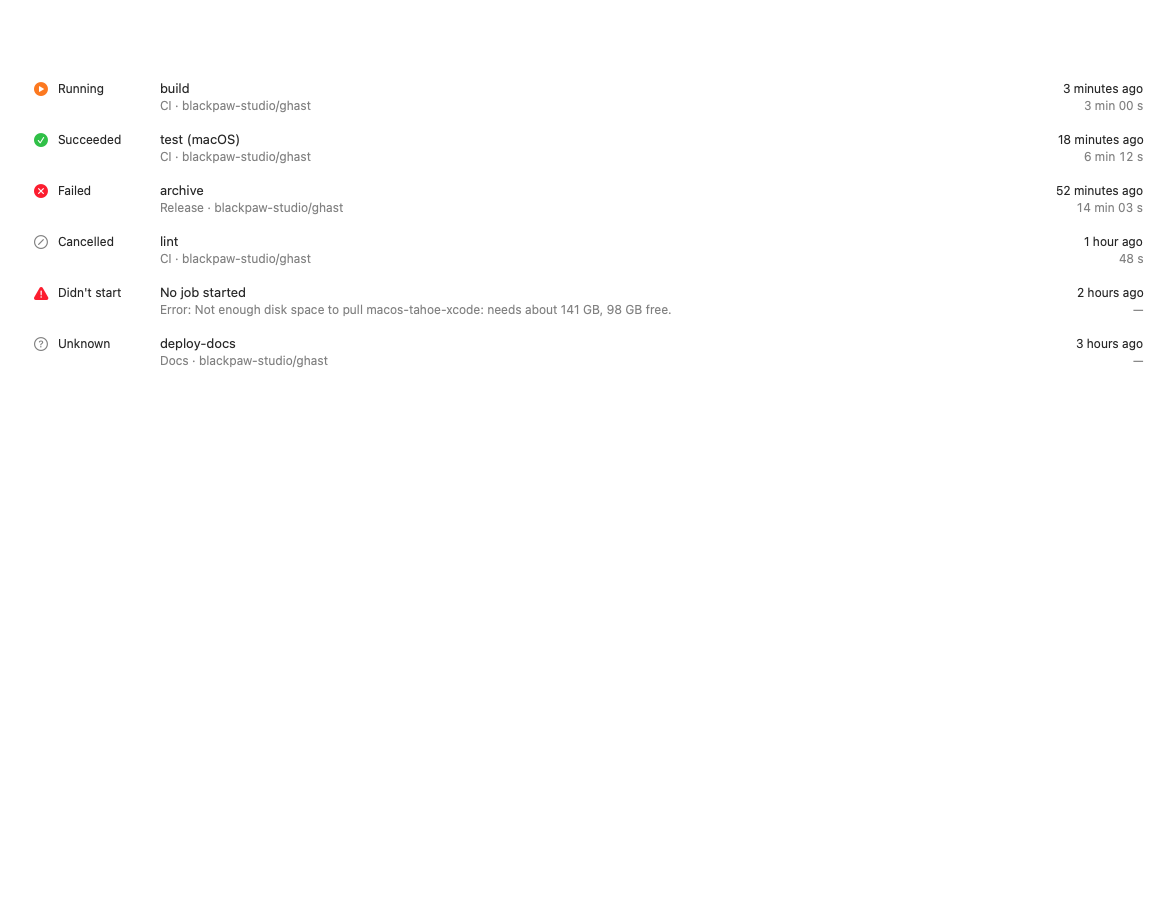 Running build 3 minutes ago
CI · blackpaw-studio/ghast 3 min 00 s
Succeeded test (macOS) 18 minutes ago
CI · blackpaw-studio/ghast 6 min 12 s
Failed archive 52 minutes ago
Release · blackpaw-studio/ghast 14 min 03 s
Cancelled lint 1 hour ago
CI · blackpaw-studio/ghast 48 s
Didn't start No job started 2 hours ago
Error: Not enough disk space to pull macos-tahoe-xcode: needs about 141 GB, 98 GB free. —
Unknown deploy-docs 3 hours ago
Docs · blackpaw-studio/ghast —